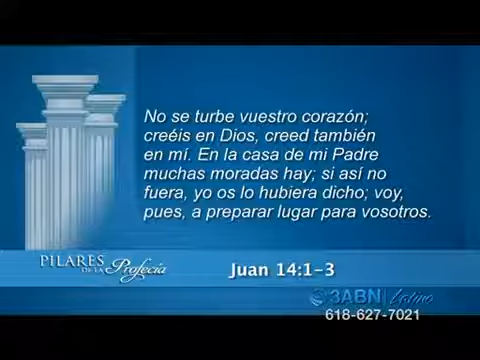 No se turbe vuestro corazón;
creéis en Dios, creed también
en mí. En la casa de mi Padre
muchas moradas hay; si así no
fuera, yo os lo hubiera dicho; voy,
pues, a preparar lugar para vosotros.
PILARES
DE LA Profecía
Juan 14:1-3
3ABN Latino
618-627-7021